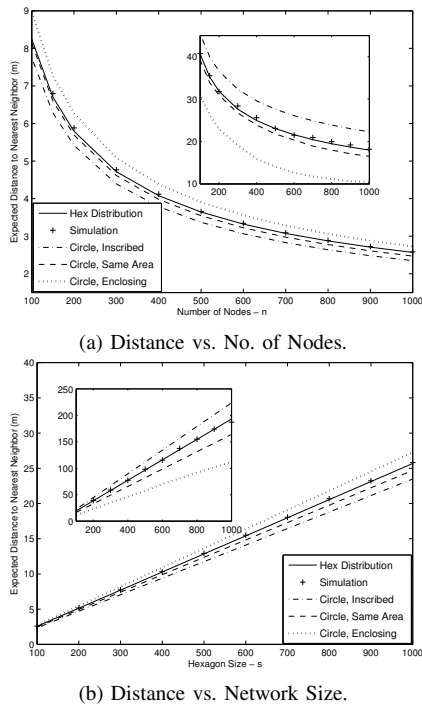 9
8
7
6
5
4
3
2
Expected Distance to Nearest Neighbor (m)
40
30
20
10
200 400 600 800 1000
Hex Distribution
Simulation
Circle, Inscribed
Circle, Same Area
Circle, Enclosing
100 200 300 400 500 600 700 800 900 1000
Number of Nodes − n
(a) Distance vs. No. of Nodes.
40
35
30
25
20
15
10
5
0
Expected Distance to Nearest Neighbor (m)
250
200
150
100
50
0
200 400 600 800 1000
Hex Distribution
Simulation
Circle, Inscribed
Circle, Same Area
Circle, Enclosing
100 200 300 400 500 600 700 800 900 1000
Hexagon Size − s
(b) Distance vs. Network Size.